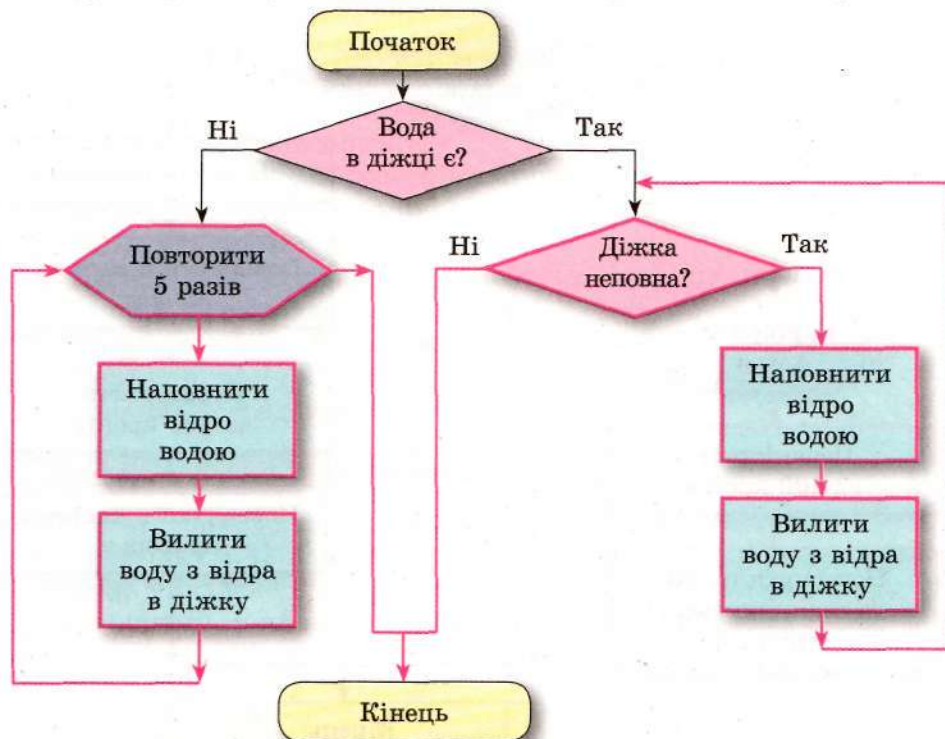 Початок
Вода
в діжці є?
Ні
Так
Повторити
5 разів
Наповнити
відро
водою
Вилити
воду з відра
в діжку
Діжка
неповна?
Ні
Так
Наповнити
відро
водою
Вилити
воду з відра
в діжку
Кінець